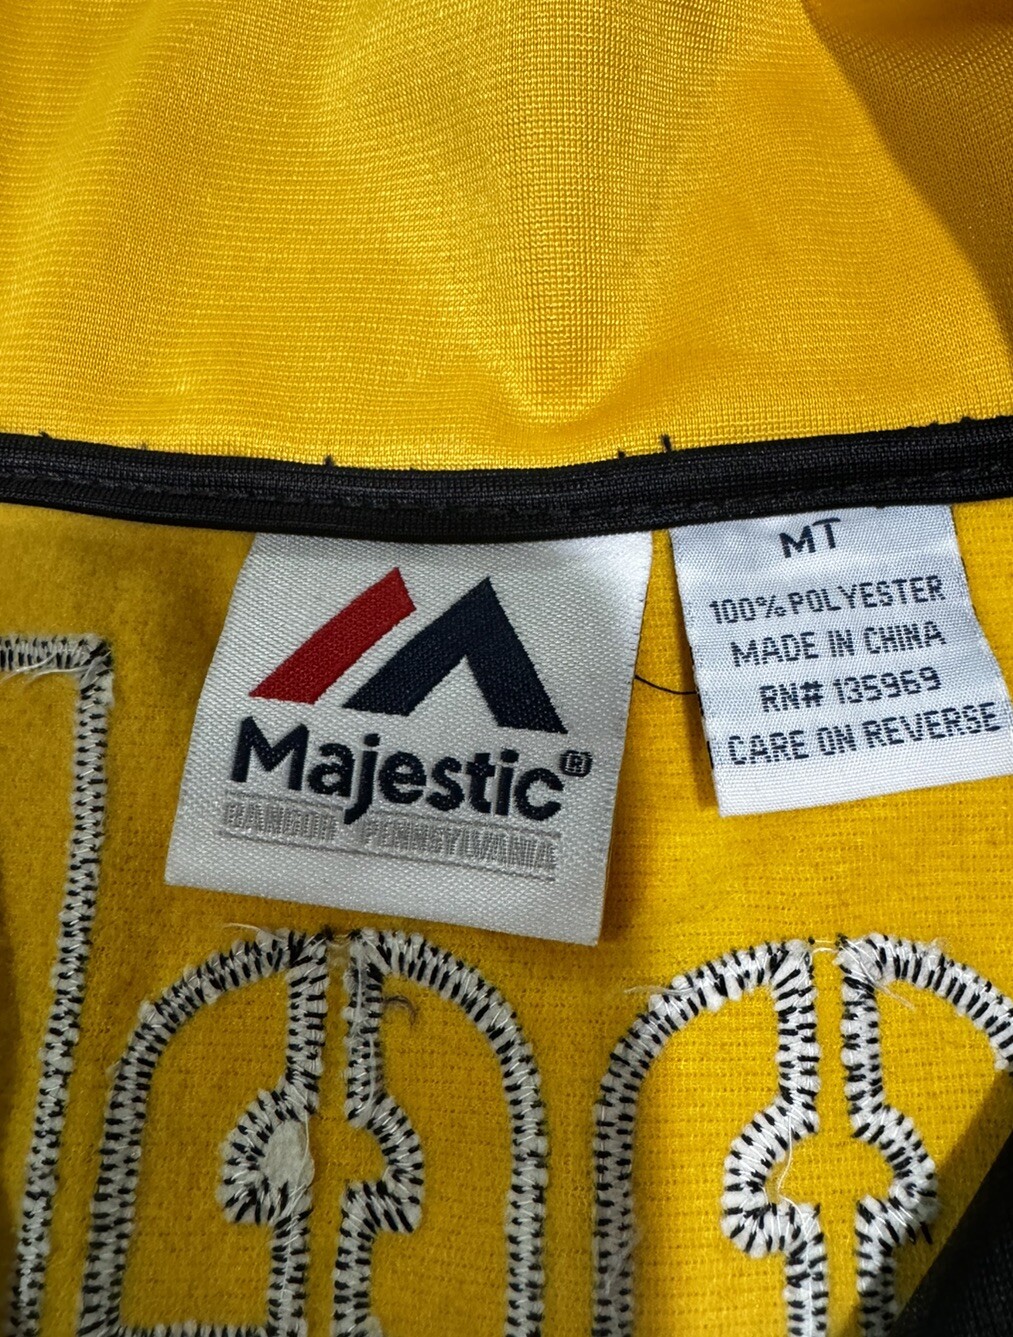 Majestic®
BANGOR PENNSYLVANIA
MT
100% POLYESTER
MADE IN CHINA
RN# 135969
CARE ON REVERSE